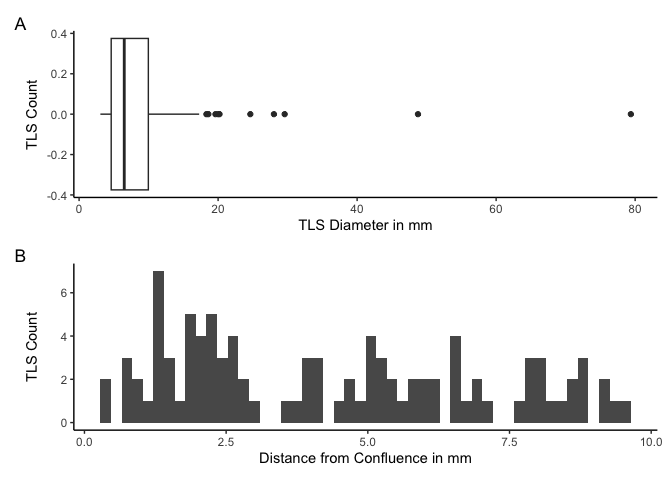 A
0.4
0.2
0.0
-0.2
-0.4
TLS Count
0 20 40 60 80
TLS Diameter in mm
B
6
4
2
0
TLS Count
0.0 2.5 5.0 7.5 10.0
Distance from Confluence in mm